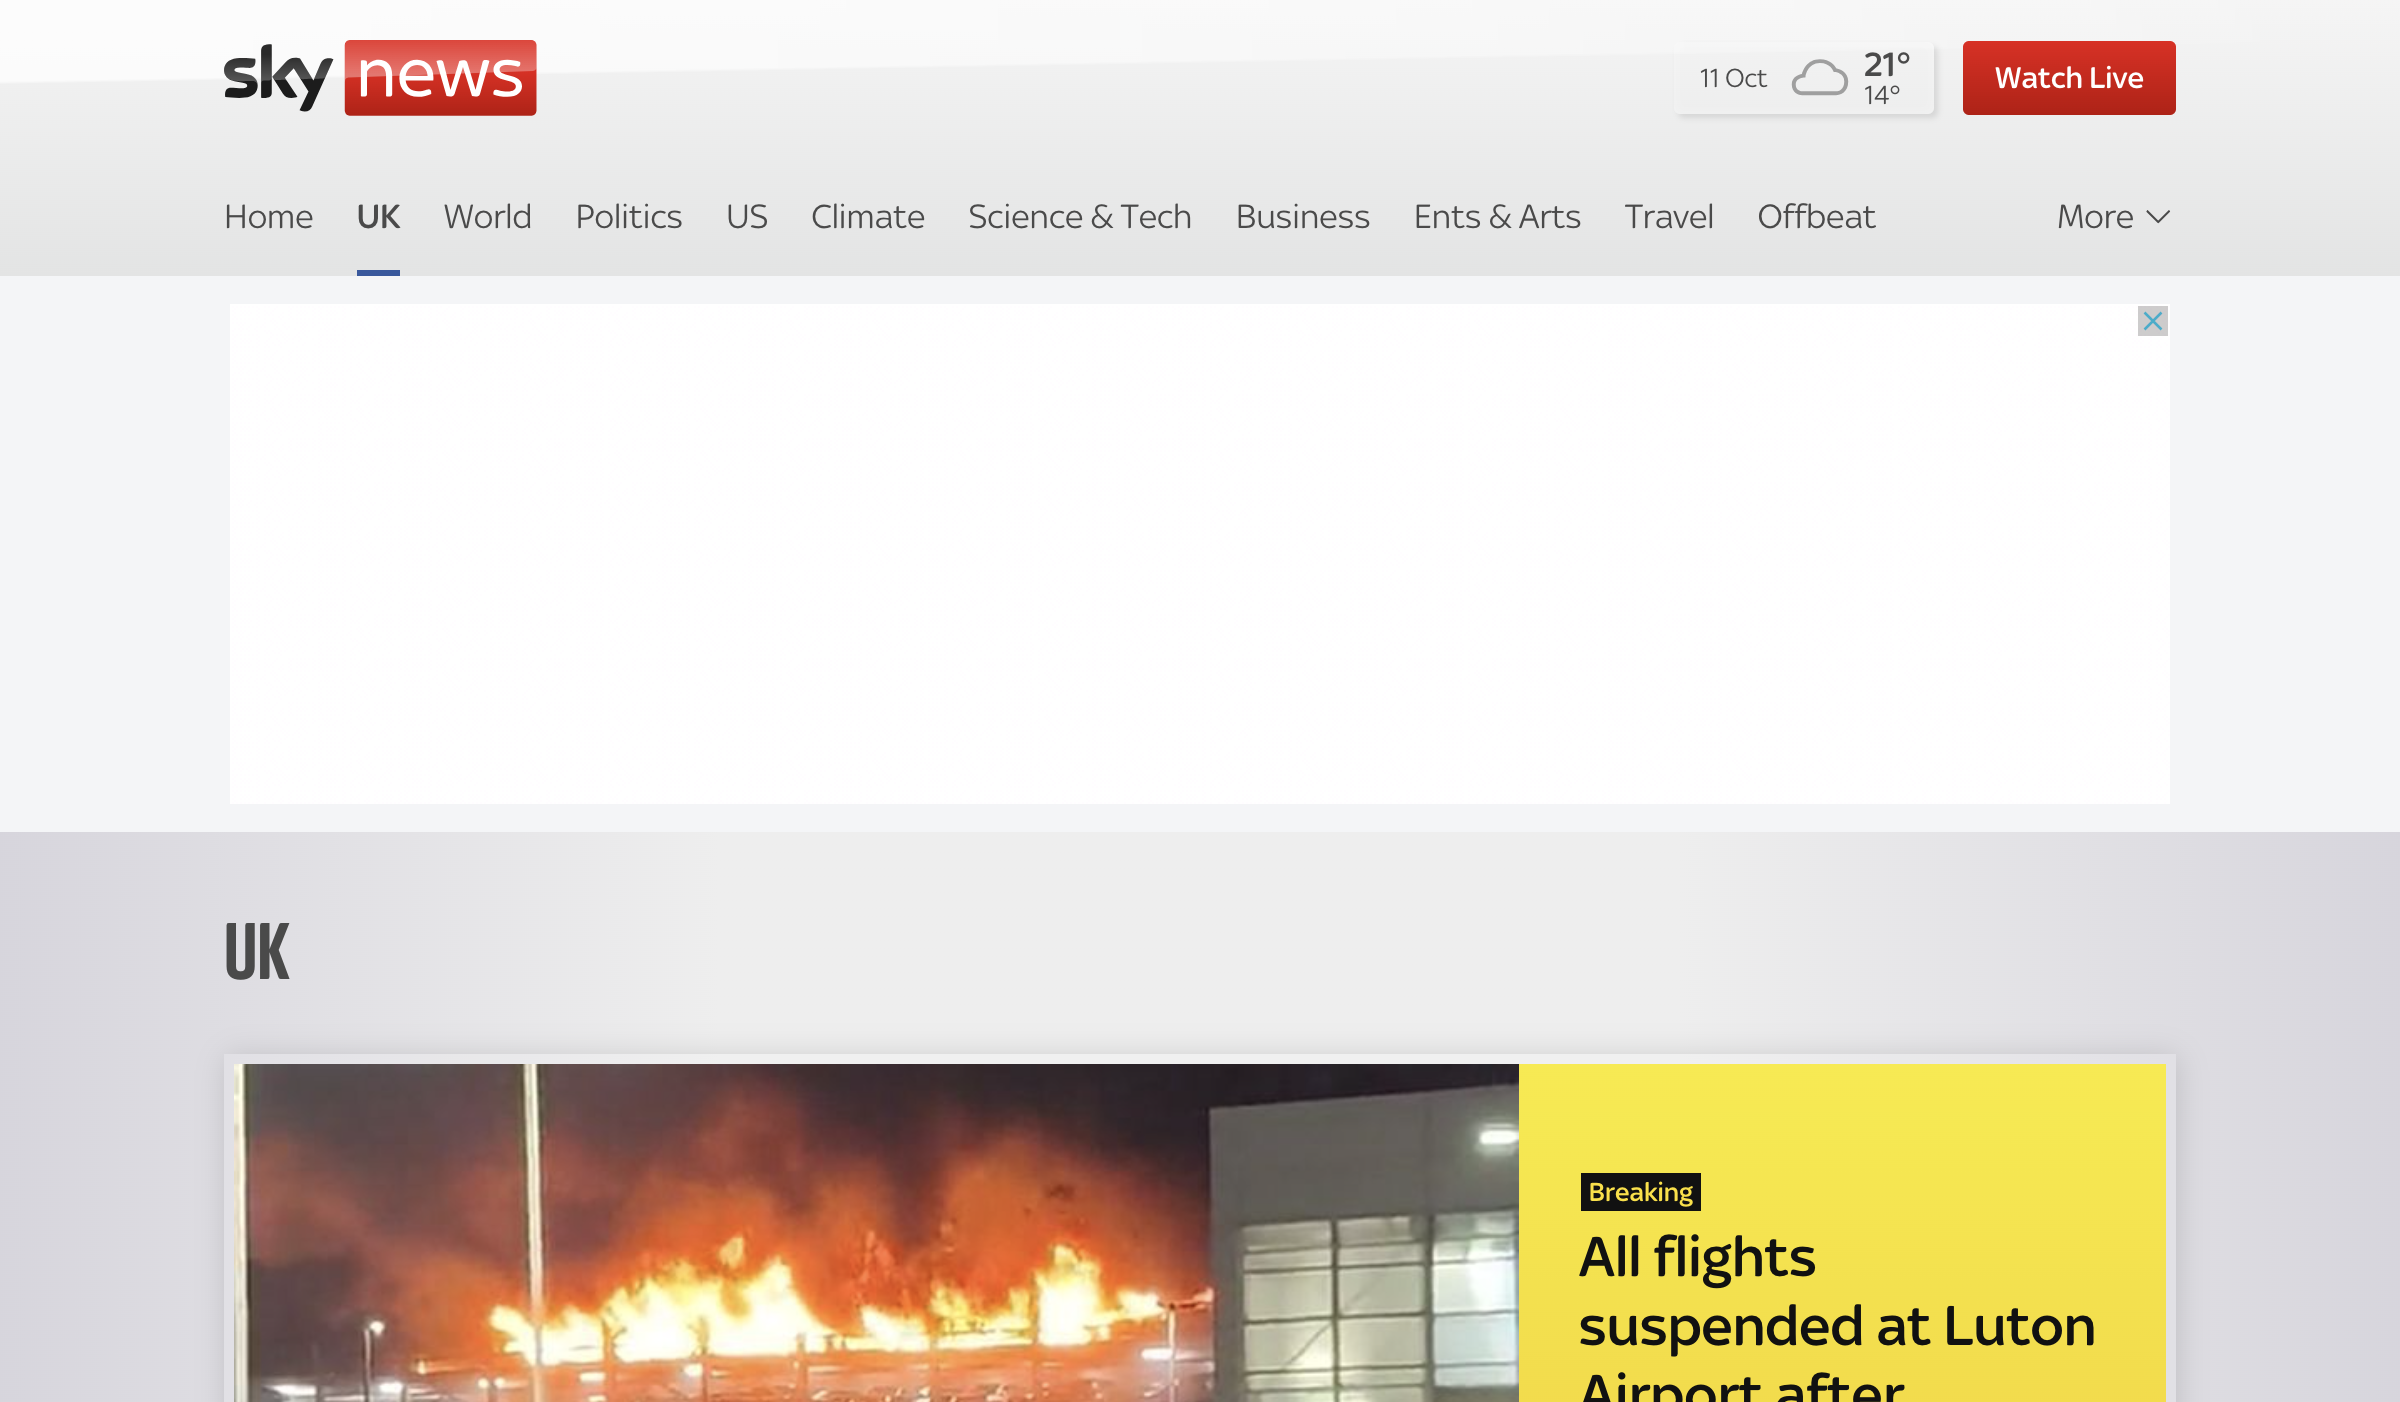 sky news
11 Oct
21°
14°
Watch Live
Home UK World Politics US Climate Science & Tech Business Ents & Arts Travel Offbeat More
UK
Breaking
All flights
suspended at Luton
Airport after